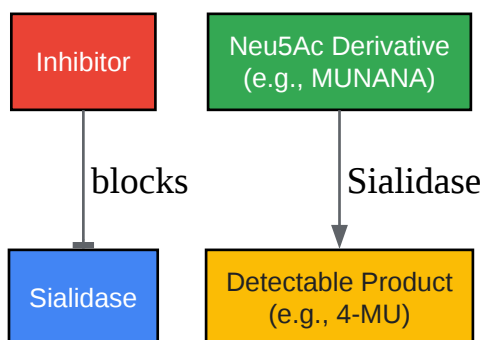 Inhibitor
Neu5Ac Derivative
(e.g., MUNANA)
blocks
Sialidase
Sialidase
Detectable Product
(e.g., 4-MU)